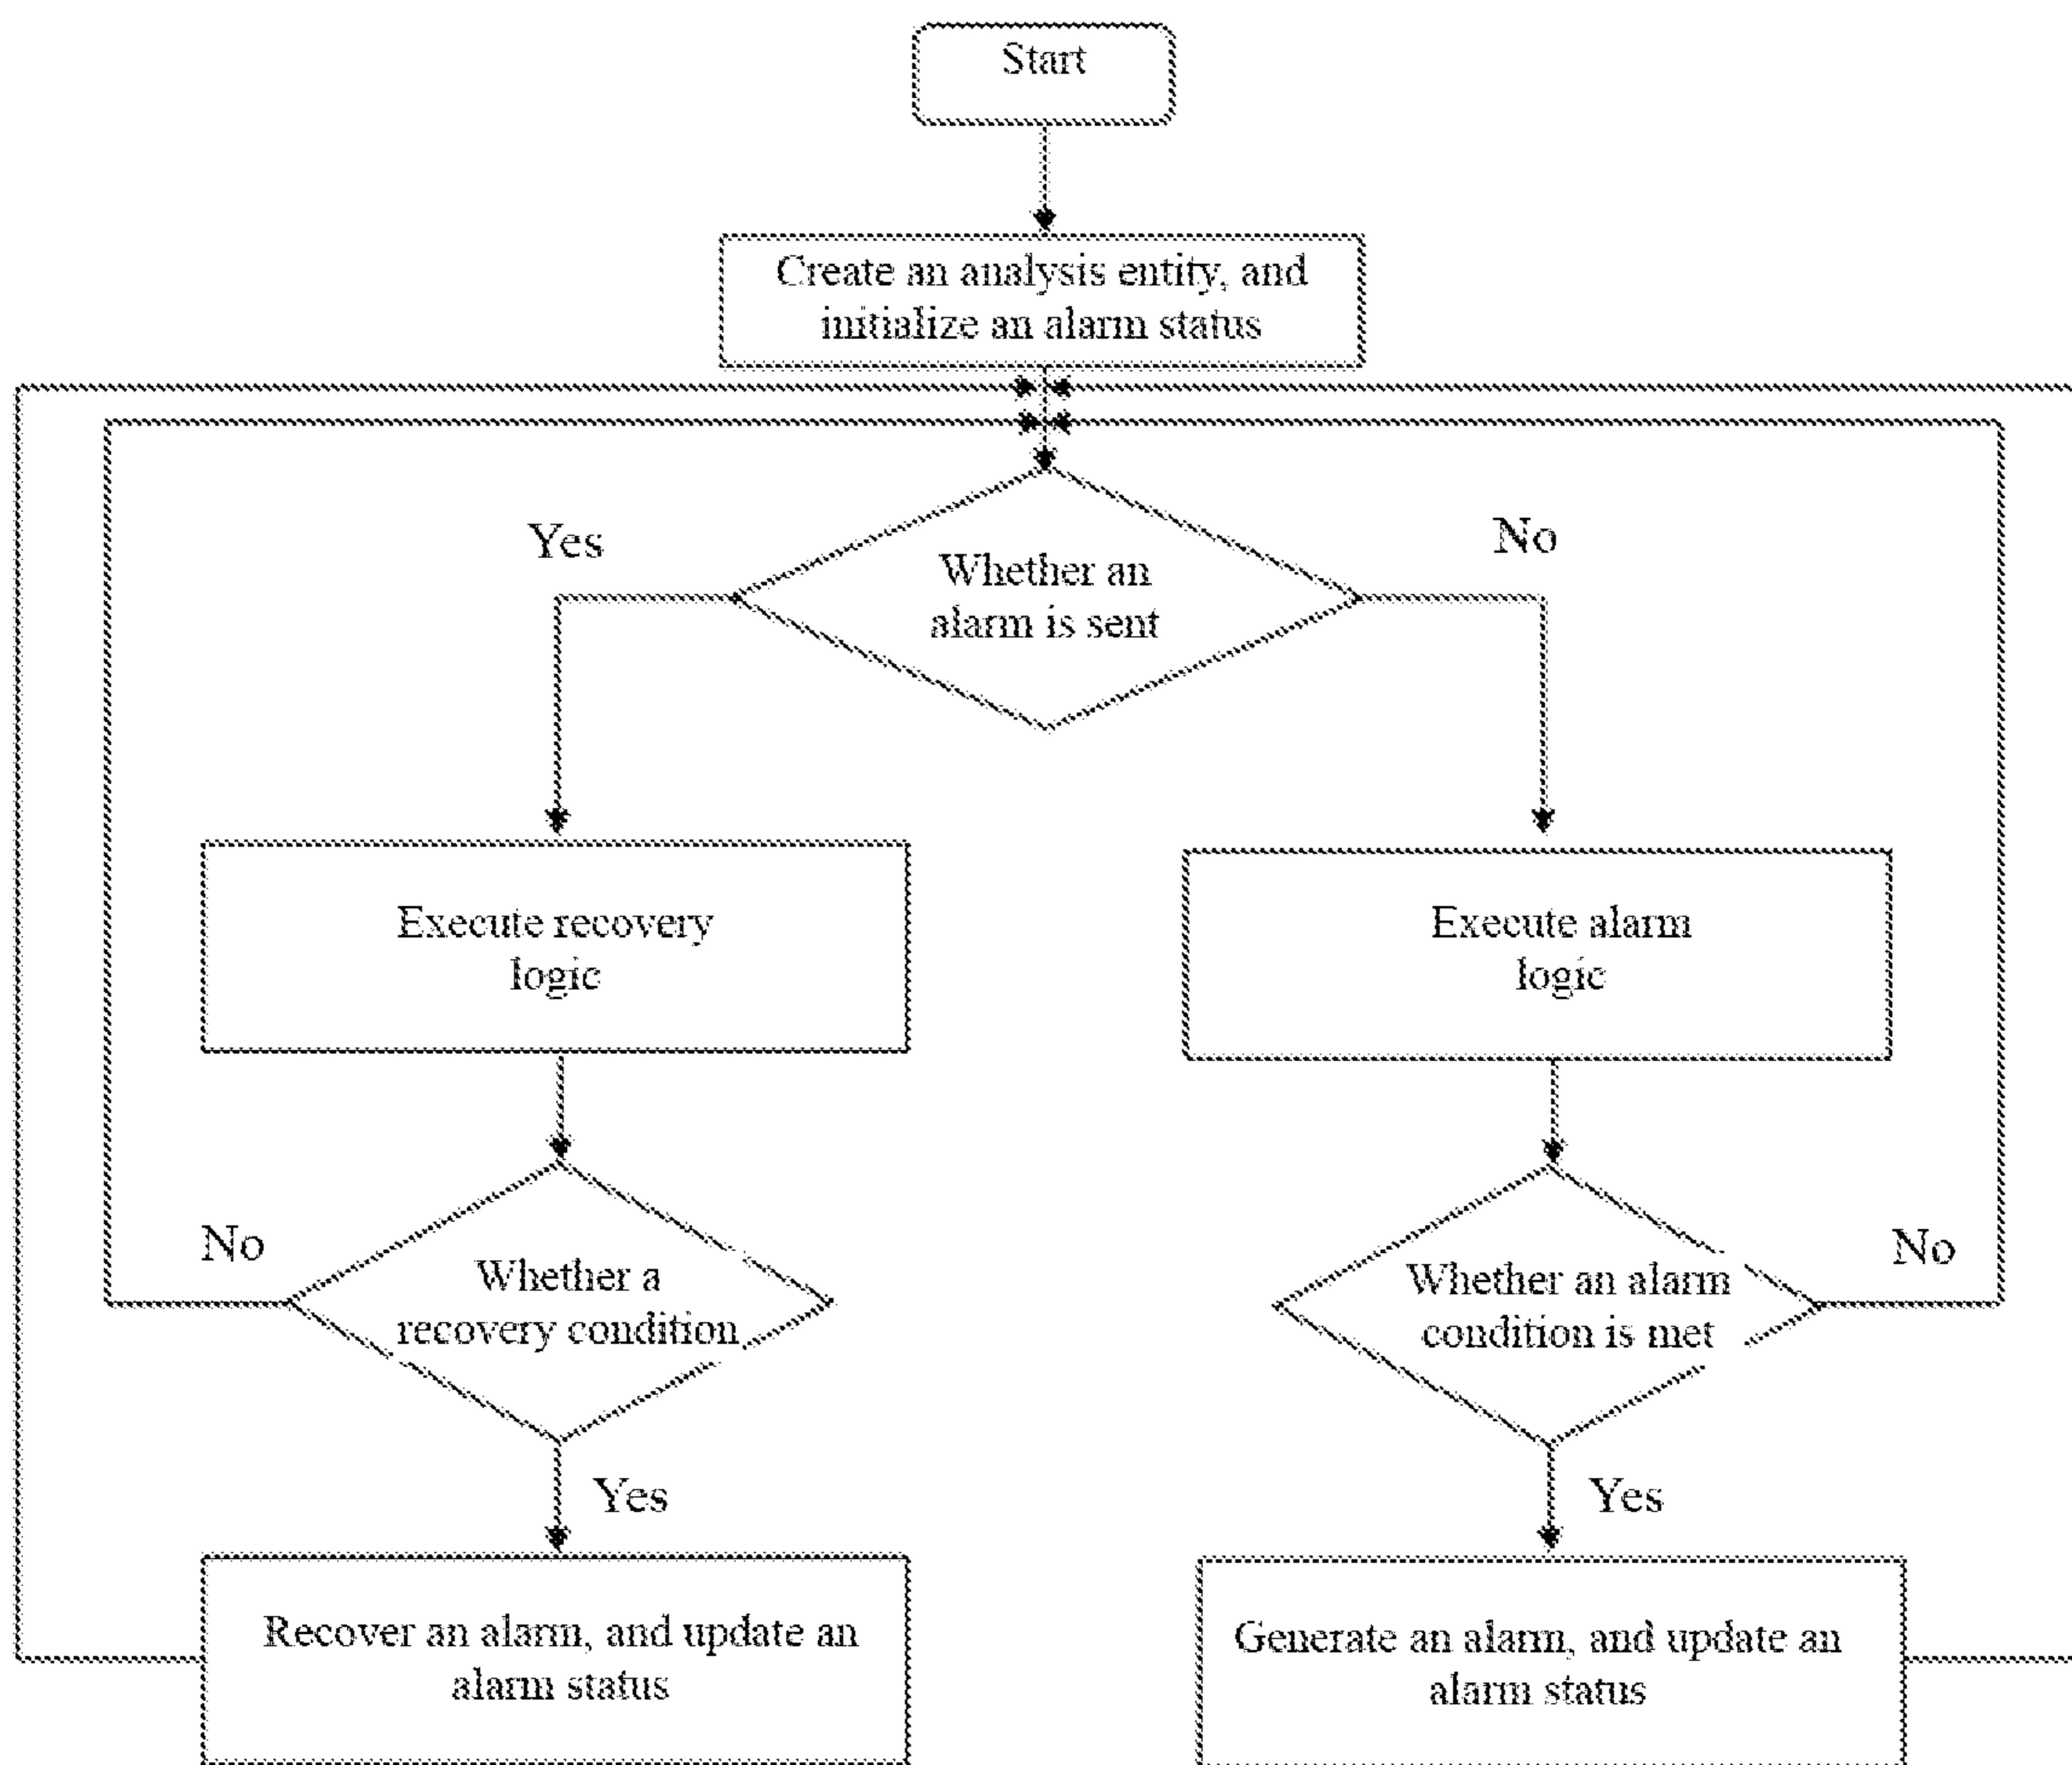 Start
Create an analysis entity, and
initialize an alarm status
Yes
No
Whether an
alarm is sent
Execute recovery
logic
Execute alarm
logic
No
Whether a
recovery condition
Whether an alarm
condition is met
No
Yes
Yes
Recover an alarm, and update an
alarm status
Generate an alarm, and update an
alarm status